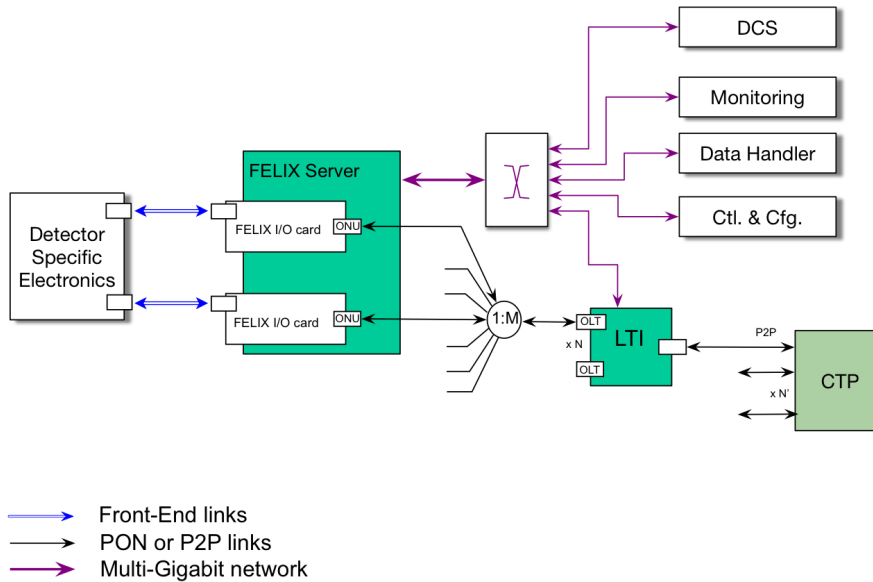 DCS
Monitoring
Data Handler
Ctl. & Cfg.
FELIX Server
FELIX I/O card
ONU
FELIX I/O card
ONU
Detector
Specific
Electronics
1:M
OLT
x N
OLT
LTI
P2P
x N'
CTP
Front-End links
PON or P2P links
Multi-Gigabit network